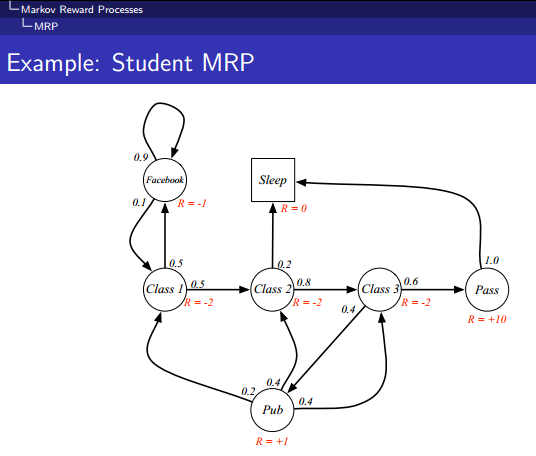 Markov Reward Processes
MRP
Example: Student MRP
0.9
Facebook
Sleep
0.1
R = -1
R = 0
0.5
0.2
1.0
Class 1
0.5
R = -2
Class 2
0.8
R = -2
Class 3
0.6
R = -2
Pass
0.4
R = +10
0.2
0.4
0.4
Pub
R = +1